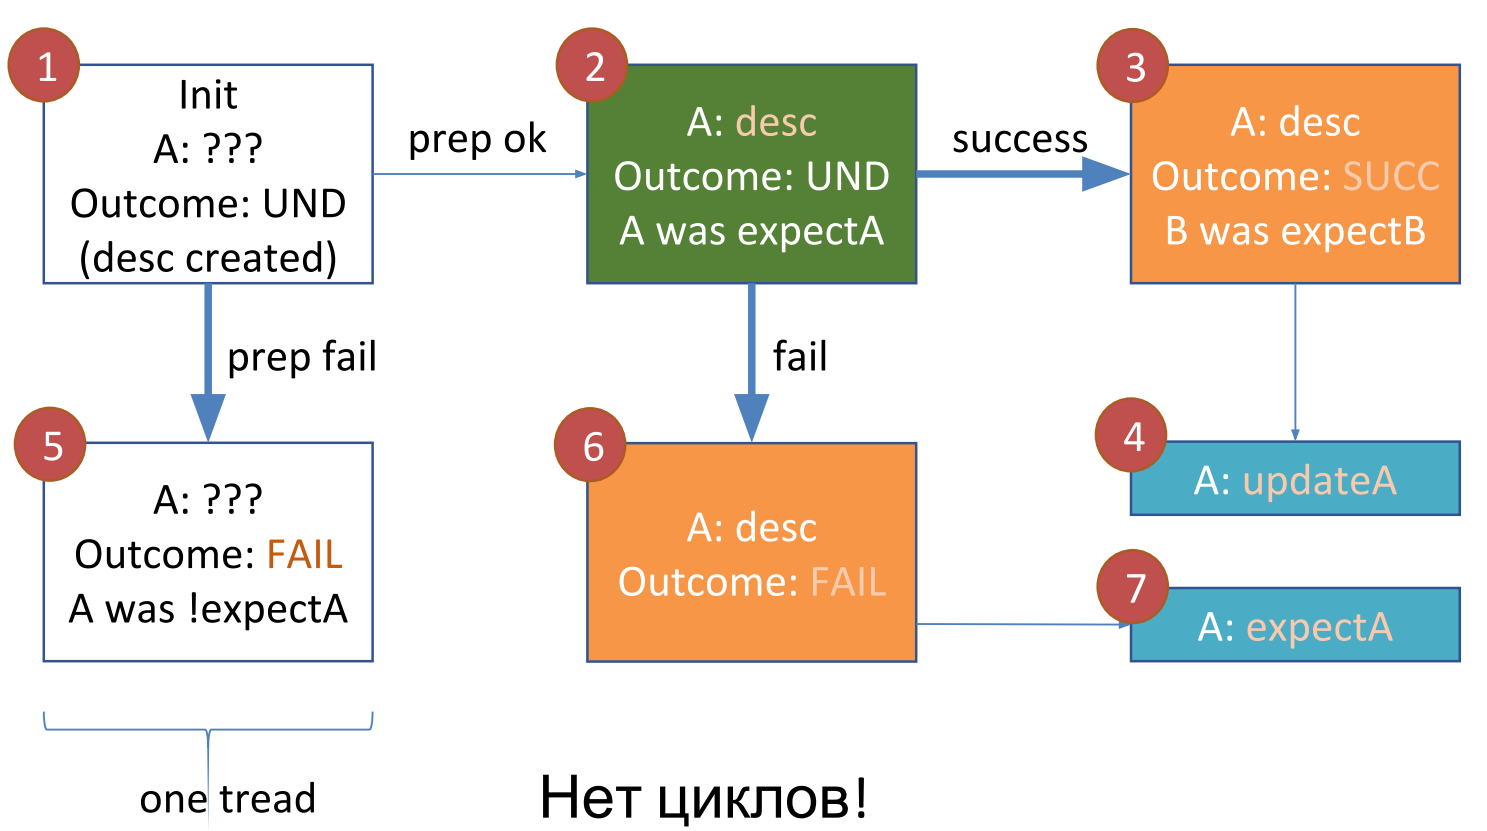 1
Init
A: ???
Outcome: UND
(desc created)
prep ok
2
A: desc
Outcome: UND
A was expectA
success
3
A: desc
Outcome: SUCC
B was expectB
prep fail
fail
5
A: ???
Outcome: FAIL
A was !expectA
6
A: desc
Outcome: FAIL
4
A: updateA
7
A: expectA
one tread
Нет циклов!